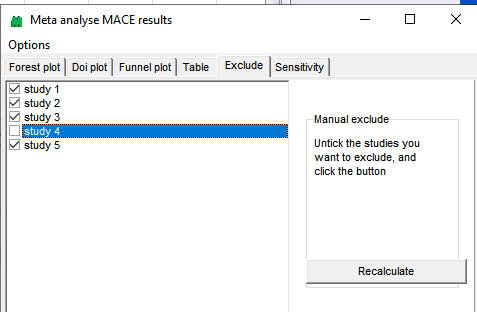 Meta analyse MACE results
Options
Forest plot Doi plot Funnel plot Table Exclude Sensitivity
study 1
study 2
study 3
study 4
study 5
Manual exclude
Untick the studies you
want to exclude, and
click the button
Recalculate